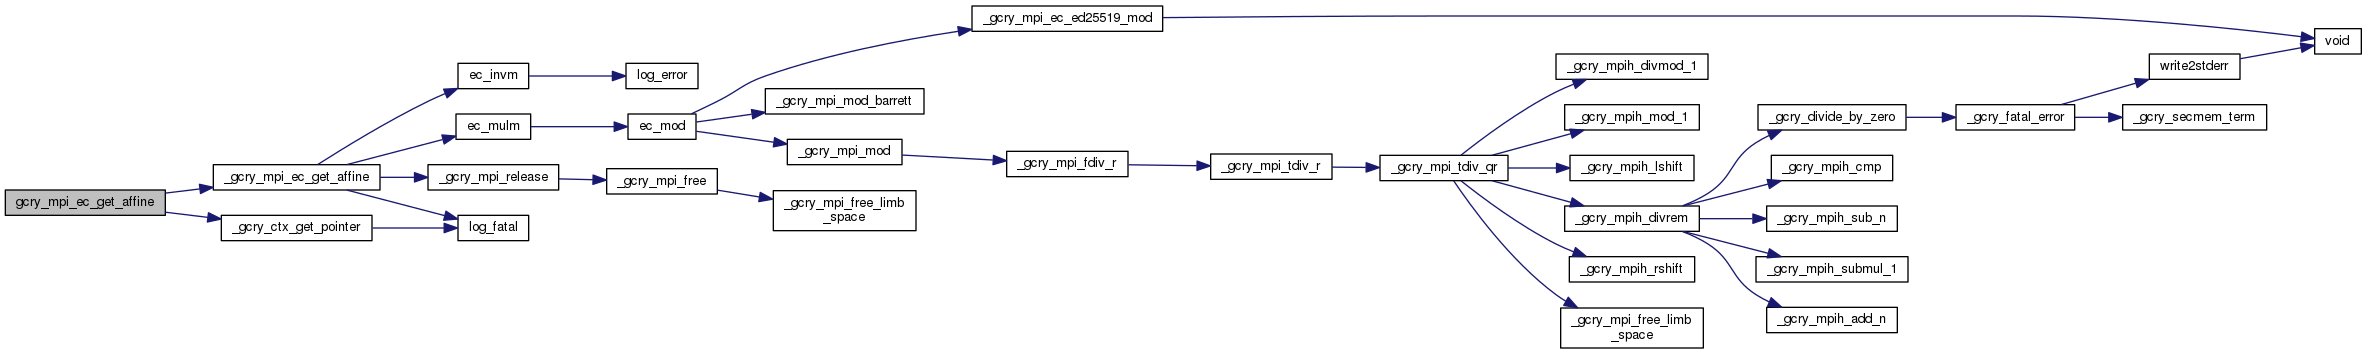 gcry_mpi_ec_get_affine
_gcry_mpi_ec_get_affine
_gcry_ctx_get_pointer
ec_invm
ec_mulm
_gcry_mpi_release
log_fatal
log_error
ec_mod
_gcry_mpi_free
_gcry_mpi_ec_ed25519_mod
_gcry_mpi_mod_barrett
_gcry_mpi_mod
_gcry_mpi_free_limb
_space
_gcry_mpi_fdiv_r
_gcry_mpi_tdiv_r
_gcry_mpi_tdiv_qr
_gcry_mpih_divmod_1
_gcry_mpih_mod_1
_gcry_mpih_lshift
_gcry_mpih_divrem
_gcry_mpih_rshift
_gcry_mpi_free_limb
_space
_gcry_divide_by_zero
_gcry_mpih_cmp
_gcry_mpih_sub_n
_gcry_mpih_submul_1
_gcry_mpih_add_n
_gcry_fatal_error
write2stderr
_gcry_secmem_term
void